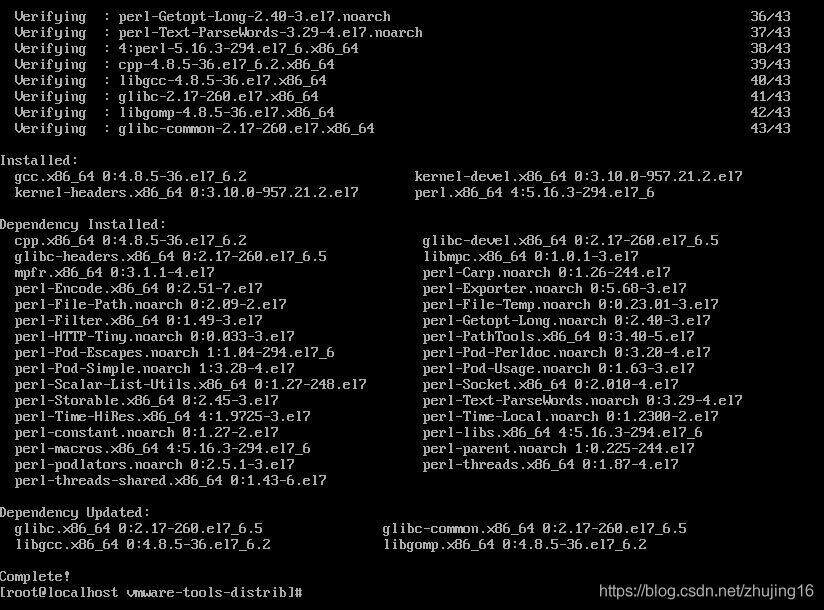 Verifying : perl-Getopt-Long-2.40-3.el7.noarch 36/43
Verifying : perl-Text-ParseWords-3.29-4.el7.noarch 37/43
Verifying : 4:perl-5.16.3-294.el7_6.x86_64 38/43
Verifying : cpp-4.8.5-36.el7_6.2.x86_64 39/43
Verifying : libgcc-4.8.5-36.el7.x86_64 40/43
Verifying : glibc-2.17-260.el7.x86_64 41/43
Verifying : libgomp-4.8.5-36.el7.x86_64 42/43
Verifying : glibc-common-2.17-260.el7.x86_64 43/43
Installed:
gcc.x86_64 0:4.8.5-36.el7_6.2 kernel-devel.x86_64 0:3.10.0-957.21.2.el7
kernel-headers.x86_64 0:3.10.0-957.21.2.el7 perl.x86_64 4:5.16.3-294.el7_6
Dependency Installed:
cpp.x86_64 0:4.8.5-36.el7_6.2 glibc-devel.x86_64 0:2.17-260.el7_6.5
glibc-headers.x86_64 0:2.17-260.el7_6.5 libmpc.x86_64 0:1.0.1-3.el7
mpfr.x86_64 0:3.1.1-4.el7 perl-Carp.noarch 0:1.26-244.el7
perl-Encode.x86_64 0:2.51-7.el7 perl-Exporter.noarch 0:5.68-3.el7
perl-File-Path.noarch 0:2.09-2.el7 perl-File-Temp.noarch 0:0.23.01-3.el7
perl-Filter.x86_64 0:1.49-3.el7 perl-Getopt-Long.noarch 0:2.40-3.el7
perl-HTTP-Tiny.noarch 0:0.033-3.el7 perl-PathTools.x86_64 0:3.40-5.el7
perl-Pod-Escapes.noarch 1:1.04-294.el7_6 perl-Pod-Perldoc.noarch 0:3.20-4.el7
perl-Pod-Simple.noarch 1:3.28-4.el7 perl-Pod-Usage.noarch 0:1.63-3.el7
perl-Scalar-List-Utils.x86_64 0:1.27-248.el7 perl-Socket.x86_64 0:2.010-4.el7
perl-Storable.x86_64 0:2.45-3.el7 perl-Text-ParseWords.noarch 0:3.29-4.el7
perl-Time-HiRes.x86_64 4:1.9725-3.el7 perl-Time-Local.noarch 0:1.2300-2.el7
perl-constant.noarch 0:1.27-2.el7 perl-libs.x86_64 4:5.16.3-294.el7_6
perl-macros.x86_64 4:5.16.3-294.el7_6 perl-parent.noarch 1:0.225-244.el7
perl-podlators.noarch 0:2.5.1-3.el7 perl-threads.x86_64 0:1.87-4.el7
perl-threads-shared.x86_64 0:1.43-6.el7
Dependency Updated:
glibc.x86_64 0:2.17-260.el7_6.5 glibc-common.x86_64 0:2.17-260.el7_6.5
libgcc.x86_64 0:4.8.5-36.el7_6.2 libgomp.x86_64 0:4.8.5-36.el7_6.2
Complete!
[root@localhost vmware-tools-distrib]#
https://blog.csdn.net/zhujing16